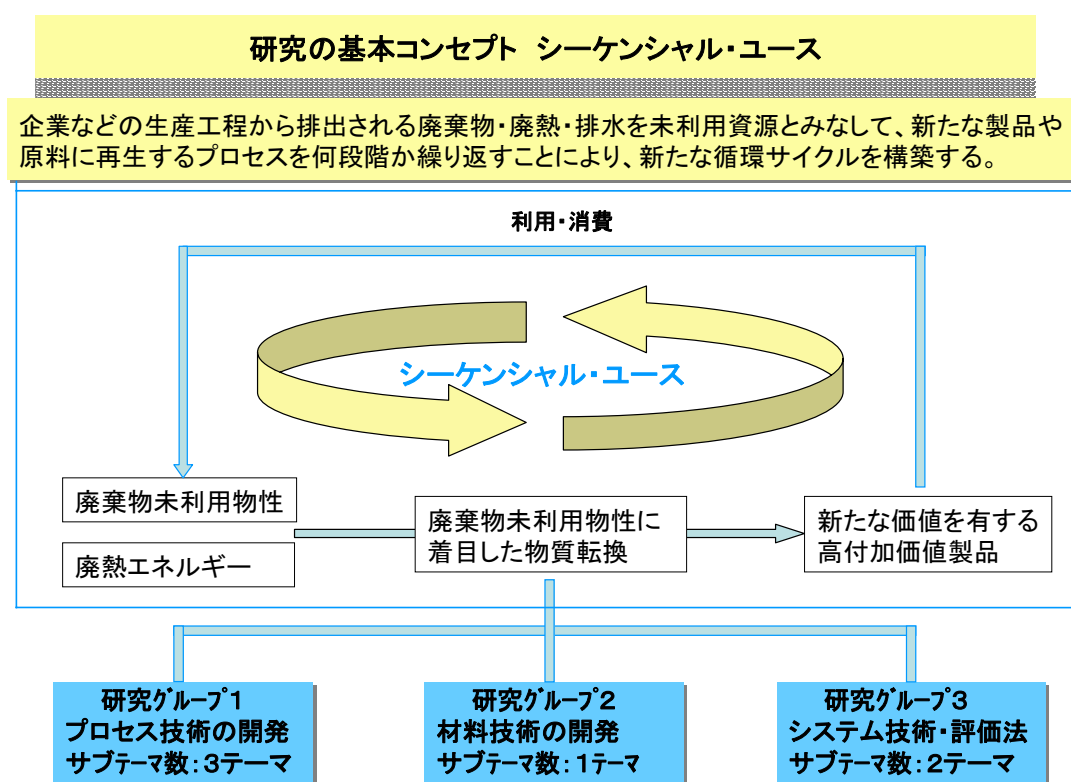 研究の基本コンセプト シーケンシャル・ユース
企業などの生産工程から排出される廃棄物・廃熱・排水を未利用資源とみなして、新たな製品や
原料に再生するプロセスを何段階か繰り返すことにより、新たな循環サイクルを構築する。
利用・消費
シーケンシャル・ユース
廃棄物未利用物性
廃熱エネルギー
廃棄物未利用物性に
着目した物質転換
新たな価値を有する
高付加価値製品
研究グループ1
プロセス技術の開発
サブテーマ数:3テーマ
研究グループ2
材料技術の開発
サブテーマ数:1テーマ
研究グループ3
システム技術・評価法
サブテーマ数:2テーマ